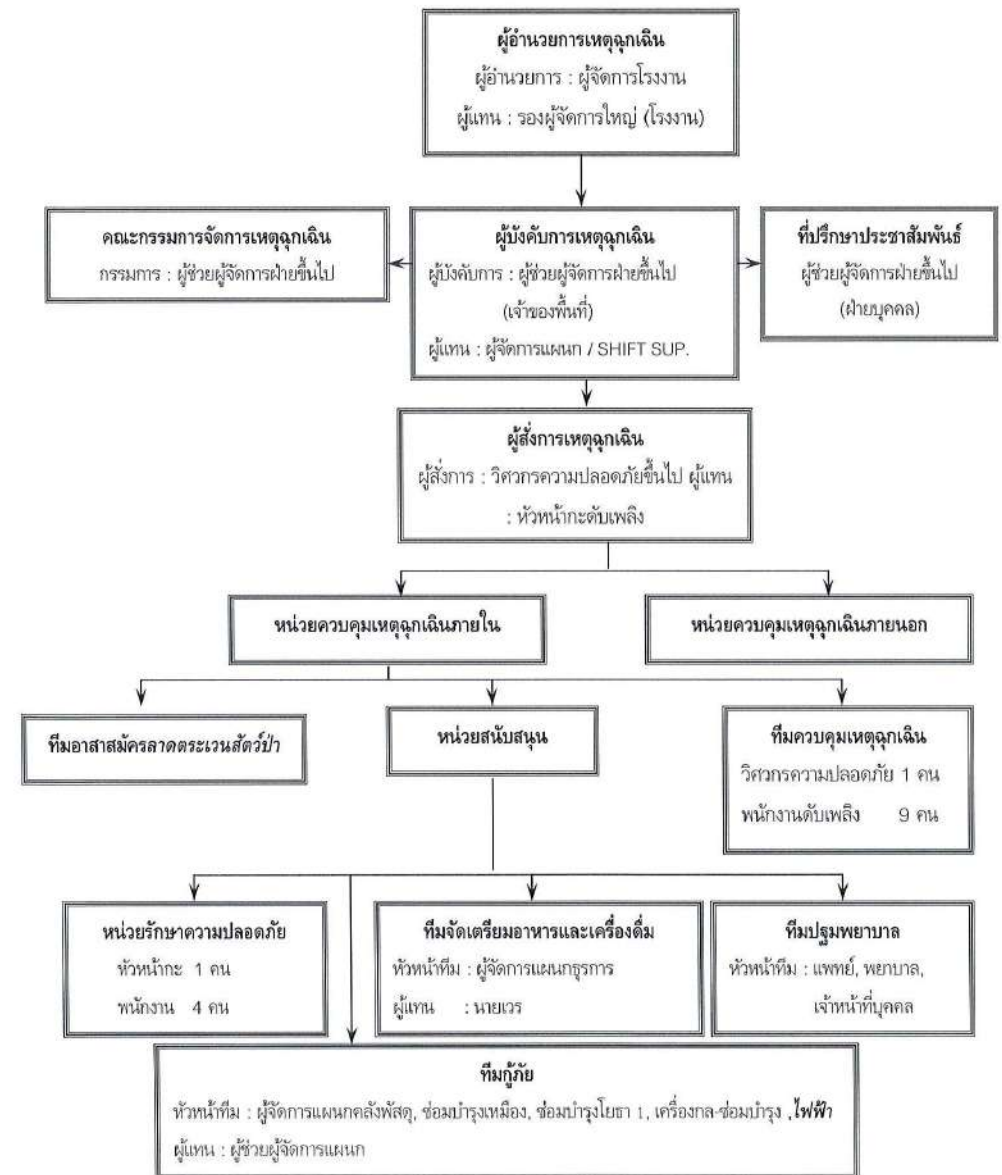 ผู้อำนวยการเหตุฉุกเฉิน
ผู้อำนวยการ : ผู้จัดการโรงงาน
ผู้แทน : รองผู้จัดการใหญ่ (โรงงาน)
คณะกรรมการจัดการเหตุฉุกเฉิน
กรรมการ : ผู้ช่วยผู้จัดการฝ่ายขึ้นไป
ผู้บังคับการเหตุฉุกเฉิน
ผู้บังคับการ : ผู้ช่วยผู้จัดการฝ่ายขึ้นไป
(เจ้าของพื้นที่)
ผู้แทน : ผู้จัดการแผนก / SHIFT SUP.
ที่ปรึกษาประชาสัมพันธ์
ผู้ช่วยผู้จัดการฝ่ายขึ้นไป
(ฝ่ายบุคคล)
ผู้สั่งการเหตุฉุกเฉิน
ผู้สั่งการ : วิศวกรความปลอดภัยขึ้นไป ผู้แทน
: หัวหน้ากะดับเพลิง
หน่วยควบคุมเหตุฉุกเฉินภายใน
หน่วยควบคุมเหตุฉุกเฉินภายนอก
ทีมอาสาสมัครลาดตระเวนสัตว์ป่า
หน่วยสนับสนุน
ทีมควบคุมเหตุฉุกเฉิน
วิศวกรความปลอดภัย 1 คน
พนักงานดับเพลิง 9 คน
หน่วยรักษาความปลอดภัย
หัวหน้ากะ 1 คน
พนักงาน 4 คน
ทีมจัดเตรียมอาหารและเครื่องดื่ม
หัวหน้าทีม : ผู้จัดการแผนกธุรการ
ผู้แทน : นายเวร
ทีมปฐมพยาบาล
หัวหน้าทีม : แพทย์, พยาบาล,
เจ้าหน้าที่บุคคล
ทีมกู้ภัย
หัวหน้าทีม : ผู้จัดการแผนกคลังพัสดุ, ซ่อมบำรุงเหมือง, ซ่อมบำรุงโยธา 1, เครื่องกล-ซ่อมบำรุง ,ไฟฟ้า
ผู้แทน : ผู้ช่วยผู้จัดการแผนก